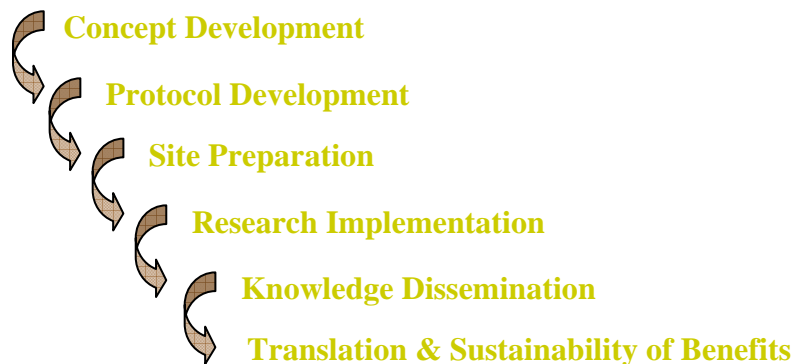 Concept Development
Protocol Development
Site Preparation
Research Implementation
Knowledge Dissemination
Translation & Sustainability of Benefits